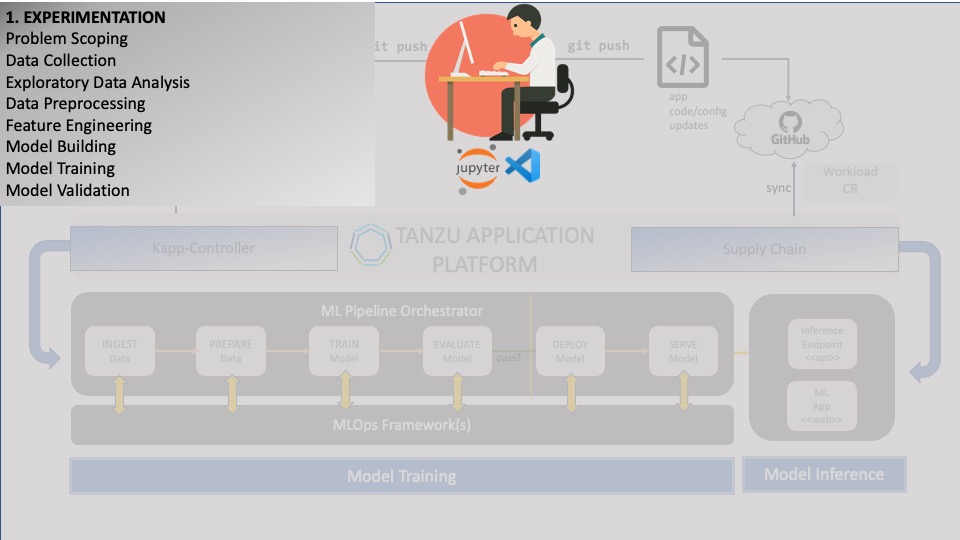 1. EXPERIMENTATION
Problem Scoping
Data Collection
Exploratory Data Analysis
Data Preprocessing
Feature Engineering
Model Building
Model Training
Model Validation
it push
git push
jupyter
app
code/config
updates
GitHub
sync
Workload
CR
Kapp-Controller
TANZU APPLICATION
PLATFORM
Supply Chain
ML Pipeline Orchestrator
INGEST
Data
PREPARE
Data
TRAIN
Model
EVALUATE
Model
pass?
DEPLOY
Model
SERVE
Model
Inference
Endpoint
<<api>>
ML
App
<<web>>
MLOps Framework(s)
Model Training
Model Inference